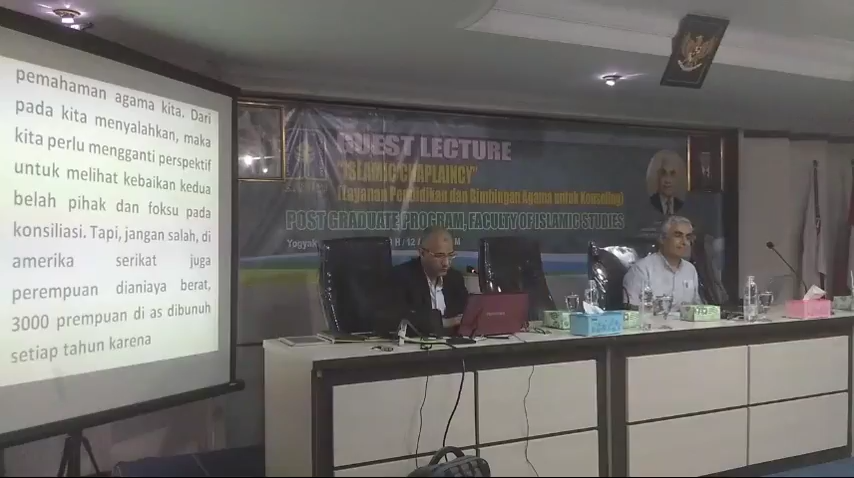 pemahaman agama kita. Dari
pada kita menyalahkan, maka
kita perlu mengganti perspektif
untuk melihat kebaikan kedua
belah pihak dan foksu pada
konsiliasi. Tapi, jangan salah, di
amerika serikat juga
perempuan dianiaya berat,
3000 prempuan di as dibunuh
setiap tahun karena
GUEST LECTURE
"ISLAMIC CHAPLAINCY"
(Layanan Pendidikan dan Bimbingan Agama untuk Konseling)
POST GRADUATE PROGRAM, FACULTY OF ISLAMIC STUDIES